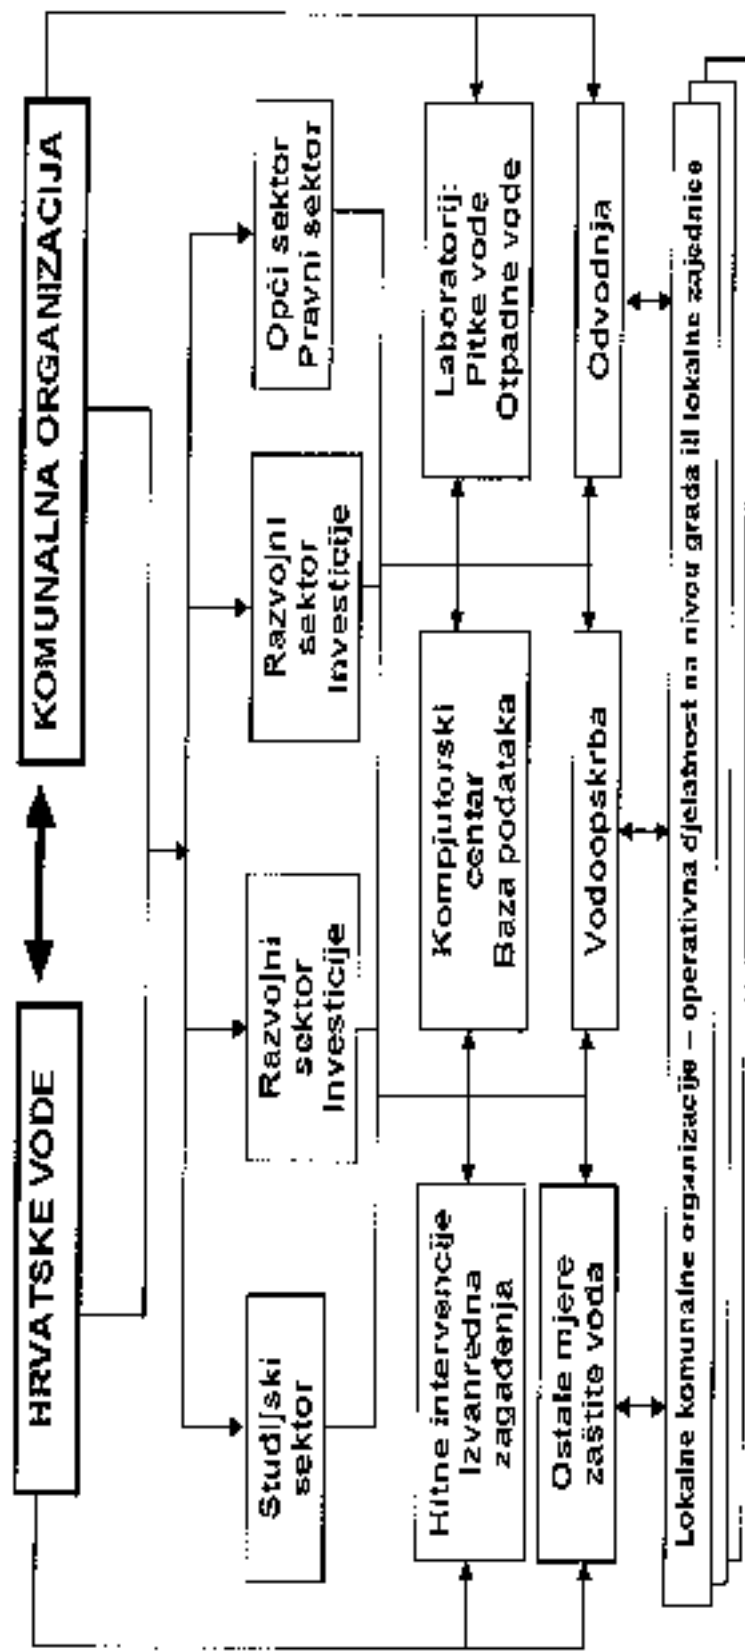 HRVATSKE VODE
KOMUNALNA ORGANIZACIJA
Studijski
sektor
Razvojni
sektor
Investicije
Razvojni
sektor
Investicije
Opći sektor
Pravni sektor
Hitne intervencije
Izvanredna
zagađenja
Kompjutorski
centar
Baza podataka
Laboratorij:
Pitke vode
Otpadne vode
Ostale mjere
zaštite voda
Vodoopskrba
Odvodnja
Lokalne komunalne organizacije – operativna djelatnost na nivou grada ili lokalne zajednice